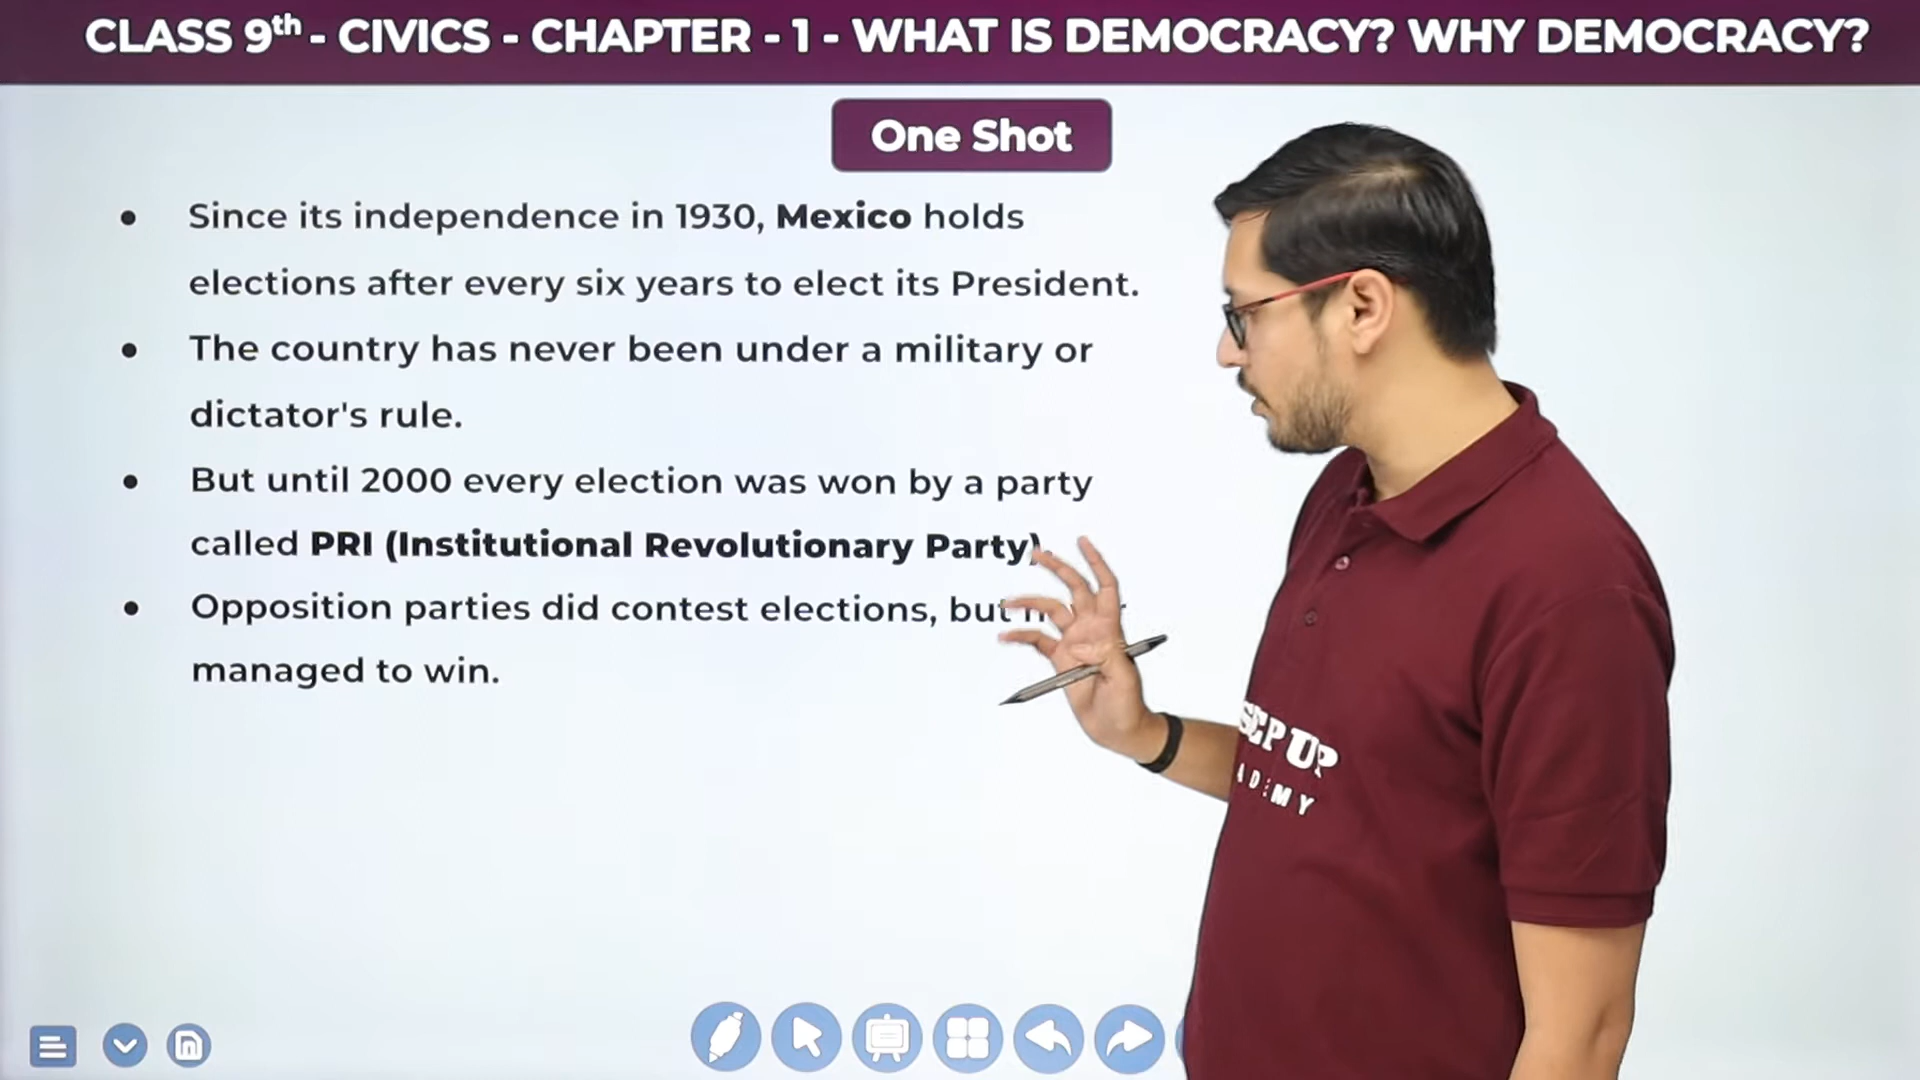 CLASS 9th - CIVICS - CHAPTER - 1 - WHAT IS DEMOCRACY? WHY DEMOCRACY?
One Shot
• Since its independence in 1930, Mexico holds
elections after every six years to elect its President.
• The country has never been under a military or
dictator's rule.
• But until 2000 every election was won by a party
called PRI (Institutional Revolutionary Party)
• Opposition parties did contest elections, but
managed to win.